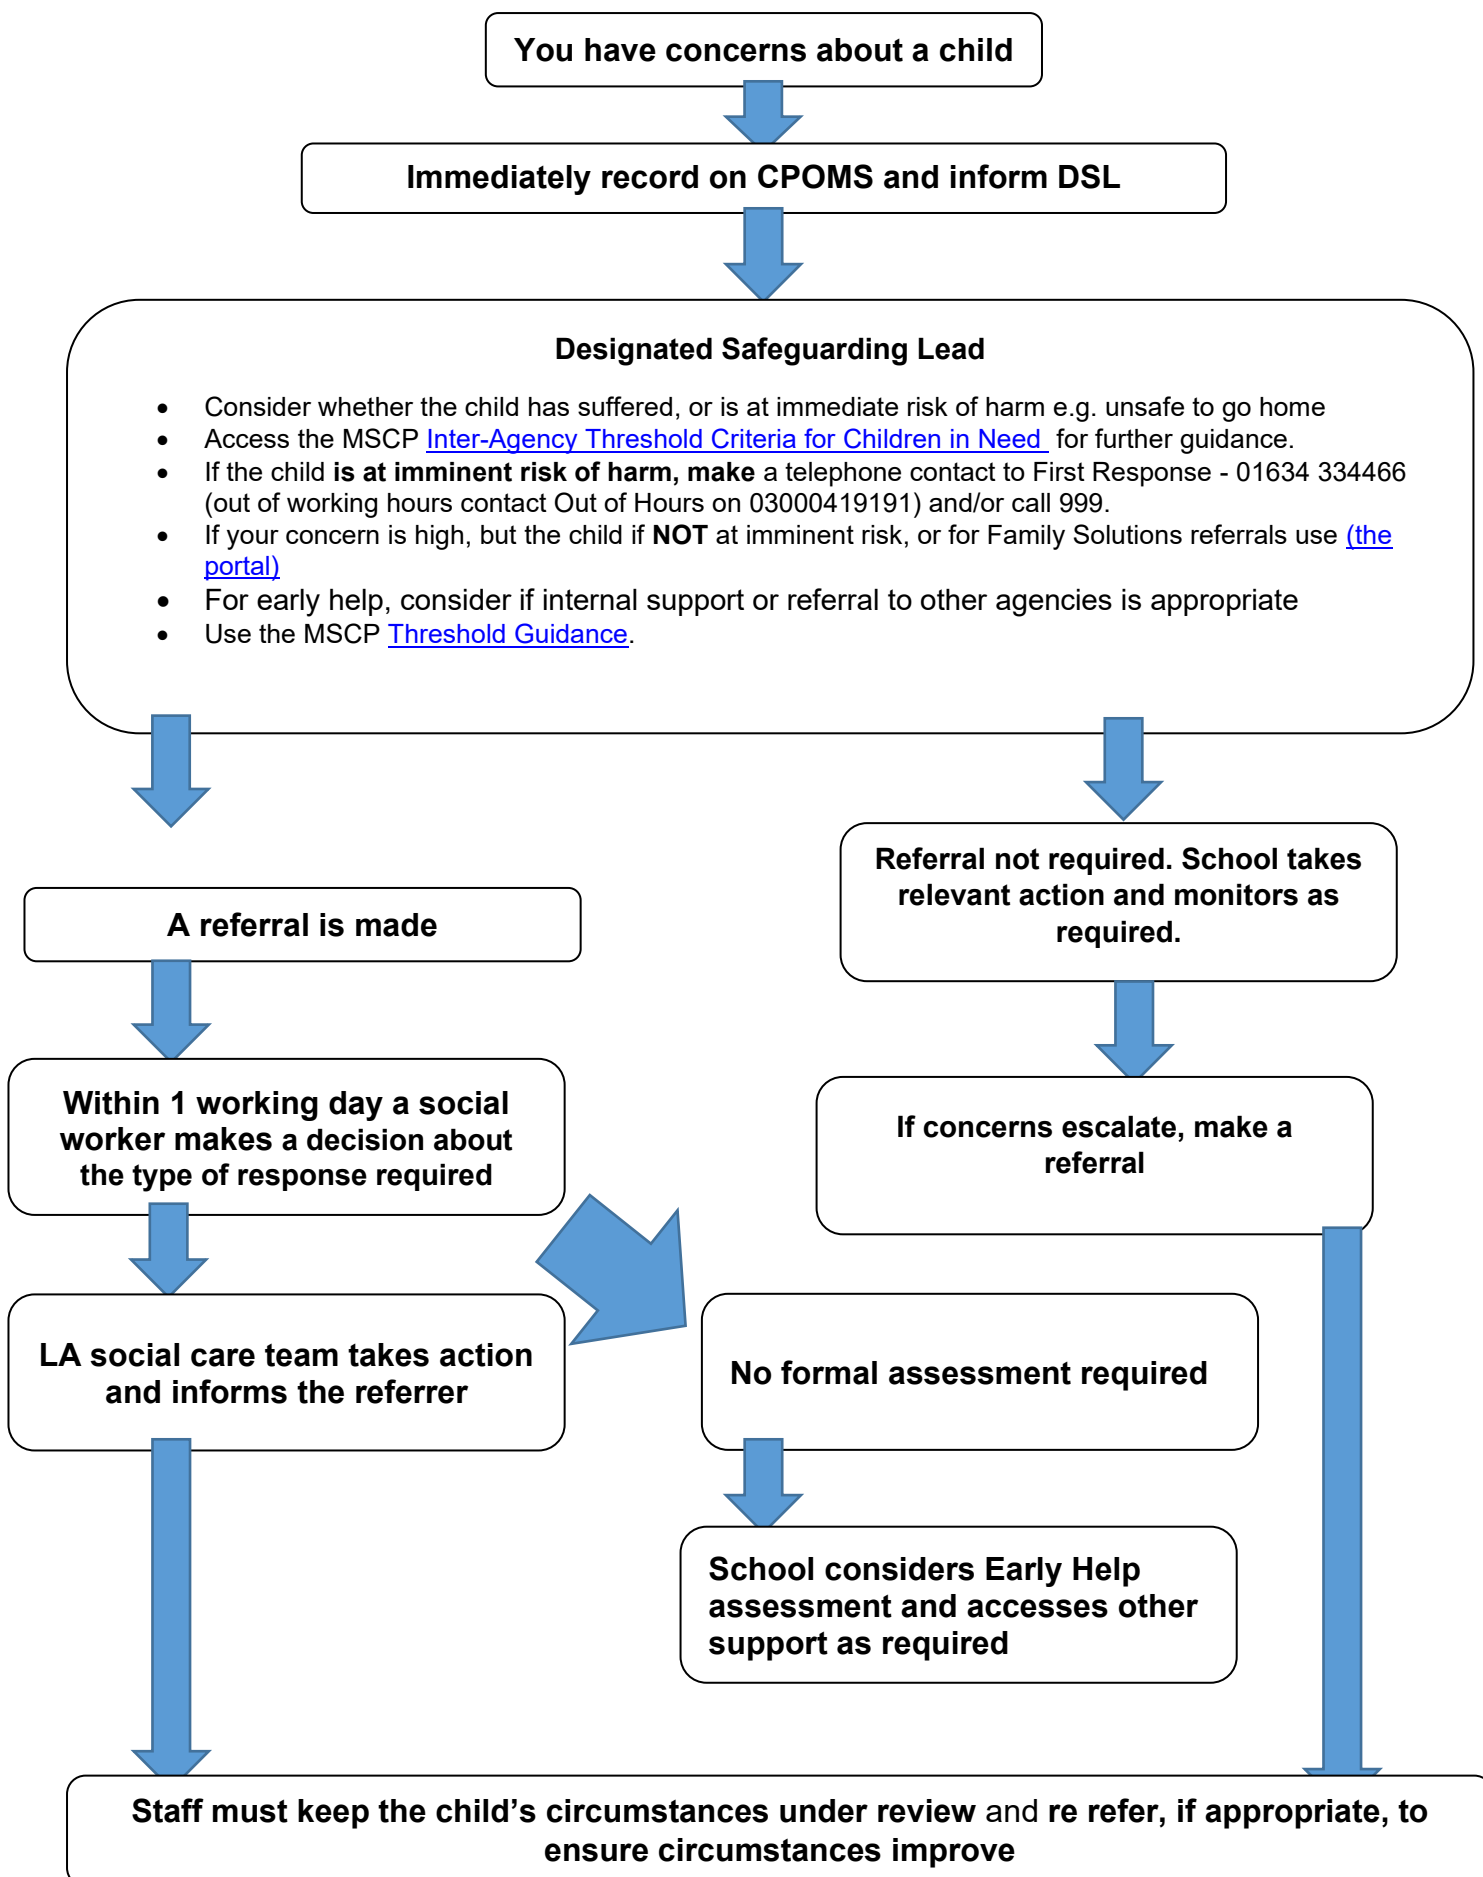 You have concerns about a child
Immediately record on CPOMS and inform DSL
Designated Safeguarding Lead
• Consider whether the child has suffered, or is at immediate risk of harm e.g. unsafe to go home
• Access the MSCP Inter-Agency Threshold Criteria for Children in Need for further guidance.
• If the child is at imminent risk of harm, make a telephone contact to First Response - 01634 334466
(out of working hours contact Out of Hours on 03000419191) and/or call 999.
• If your concern is high, but the child if NOT at imminent risk, or for Family Solutions referrals use (the
portal)
• For early help, consider if internal support or referral to other agencies is appropriate
• Use the MSCP Threshold Guidance.
A referral is made
Within 1 working day a social
worker makes a decision about
the type of response required
LA social care team takes action
and informs the referrer
Referral not required. School takes
relevant action and monitors as
required.
If concerns escalate, make a
referral
No formal assessment required
School considers Early Help
assessment and accesses other
support as required
Staff must keep the child’s circumstances under review and re refer, if appropriate, to
ensure circumstances improve